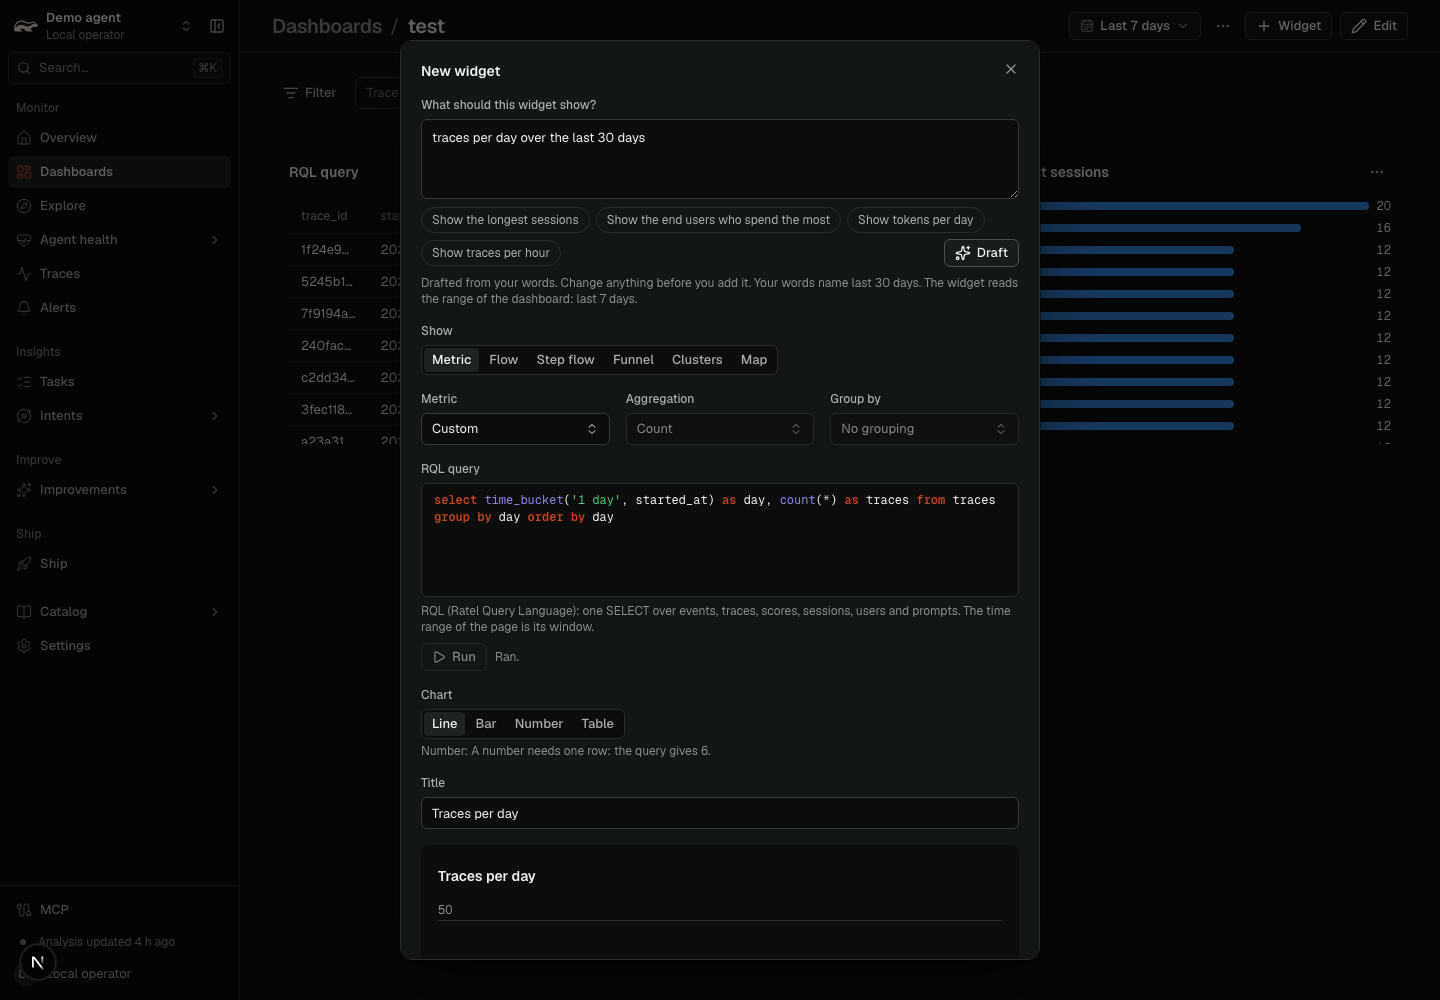 Demo agent
Local operator
Dashboards / test
Last 7 days
Widget
Edit
Search...
⌘K
Monitor
Overview
Dashboards
Explore
Agent health
Traces
Alerts
Insights
Tasks
Intents
Improve
Improvements
Ship
Ship
Catalog
Settings
MCP
Analysis updated 4 h ago
N
Local operator
Filter
Trace
RQL query
trace_id
1f24e9...
5245b1...
7f9194a...
240fac...
c2dd34...
3fec118...
a23a31
New widget
What should this widget show?
traces per day over the last 30 days
Show the longest sessions
Show the end users who spend the most
Show tokens per day
Show traces per hour
Draft
Drafted from your words. Change anything before you add it. Your words name last 30 days. The widget reads
the range of the dashboard: last 7 days.
Show
Metric Flow Step flow Funnel Clusters Map
Metric Aggregation Group by
Custom Count No grouping
RQL query
select time_bucket('1 day', started_at) as day, count(*) as traces from traces
group by day order by day
RQL (Ratel Query Language): one SELECT over events, traces, scores, sessions, users and prompts. The time
range of the page is its window.
Run Ran.
Chart
Line Bar Number Table
Number: A number needs one row: the query gives 6.
Title
Traces per day
Traces per day
50
t sessions
20
16
12
12
12
12
12
12
12
12
12